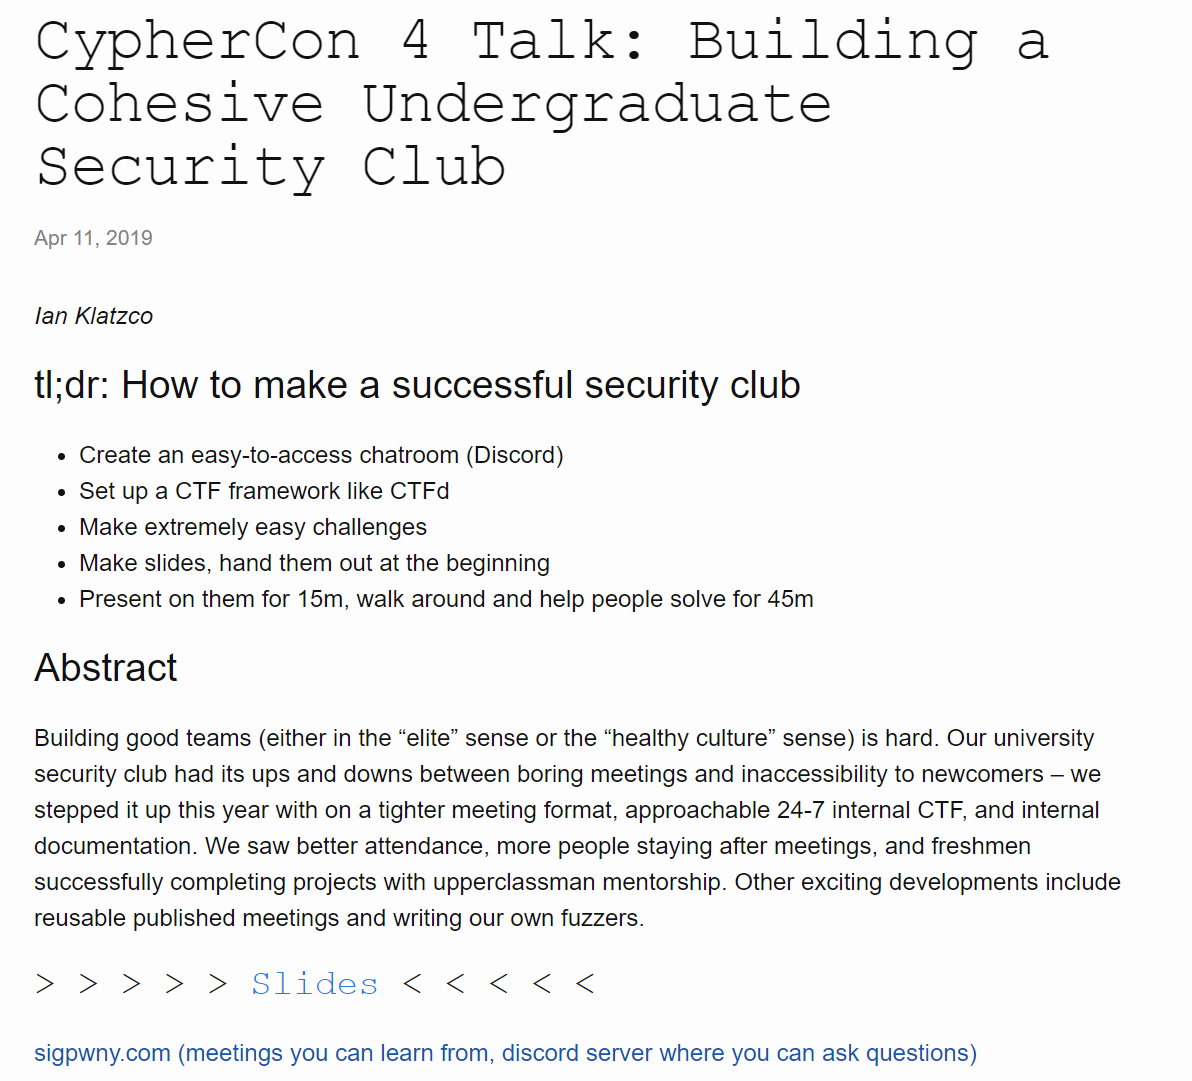 CypherCon 4 Talk: Building a
Cohesive Undergraduate
Security Club
Apr 11, 2019
Ian Klatzco
tl;dr: How to make a successful security club
• Create an easy-to-access chatroom (Discord)
• Set up a CTF framework like CTFd
• Make extremely easy challenges
• Make slides, hand them out at the beginning
• Present on them for 15m, walk around and help people solve for 45m
Abstract
Building good teams (either in the “elite” sense or the “healthy culture” sense) is hard. Our university
security club had its ups and downs between boring meetings and inaccessibility to newcomers – we
stepped it up this year with on a tighter meeting format, approachable 24-7 internal CTF, and internal
documentation. We saw better attendance, more people staying after meetings, and freshmen
successfully completing projects with upperclassman mentorship. Other exciting developments include
reusable published meetings and writing our own fuzzers.
> > > > > Slides < < < < <
sigpwny.com (meetings you can learn from, discord server where you can ask questions)